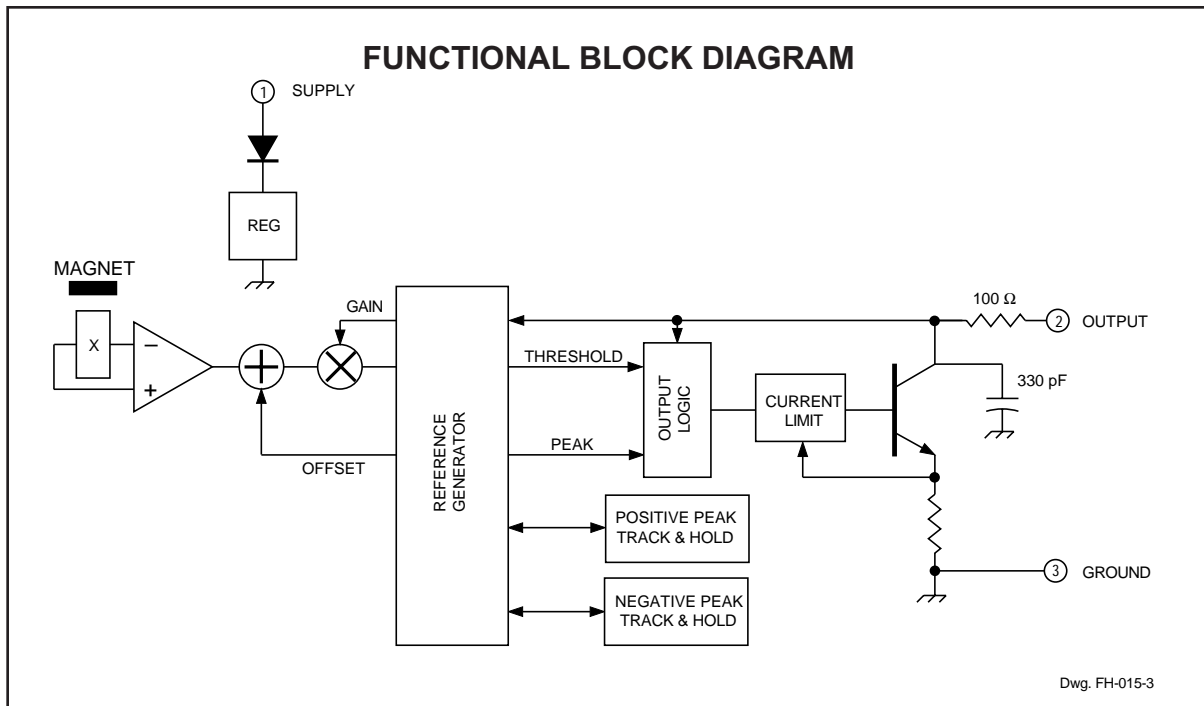 FUNCTIONAL BLOCK DIAGRAM
1 SUPPLY
REG
MAGNET
X
−
+
GAIN
OFFSET
REFERENCE
GENERATOR
THRESHOLD
PEAK
OUTPUT
LOGIC
CURRENT
LIMIT
100 Ω
2 OUTPUT
330 pF
POSITIVE PEAK
TRACK & HOLD
NEGATIVE PEAK
TRACK & HOLD
3 GROUND
Dwg. FH-015-3